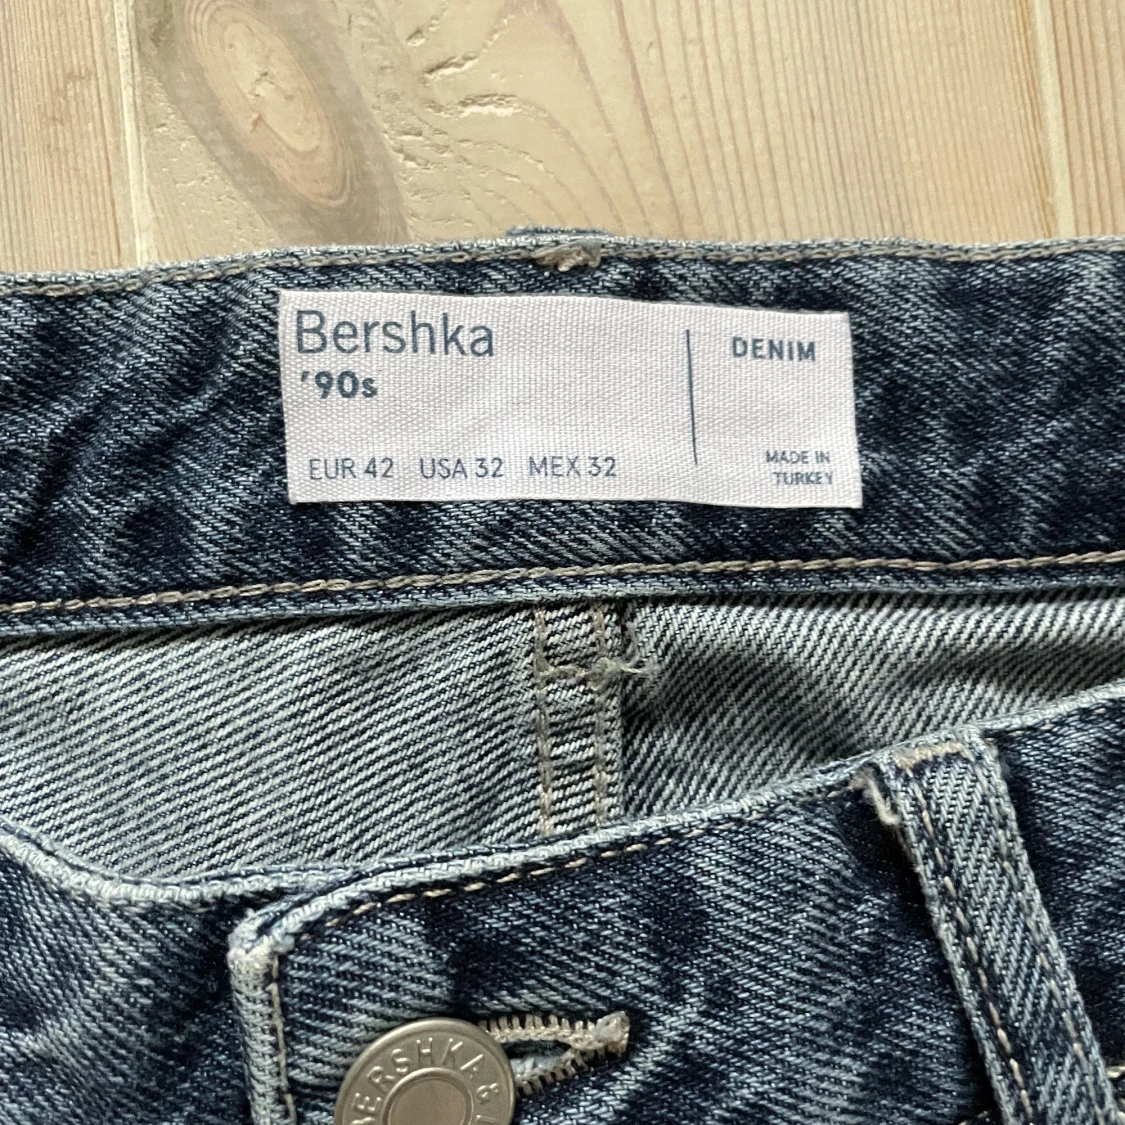 Bershka
'90s
EUR 42 USA 32 MEX 32
DENIM
MADE IN
TURKEY
BERSHKA &